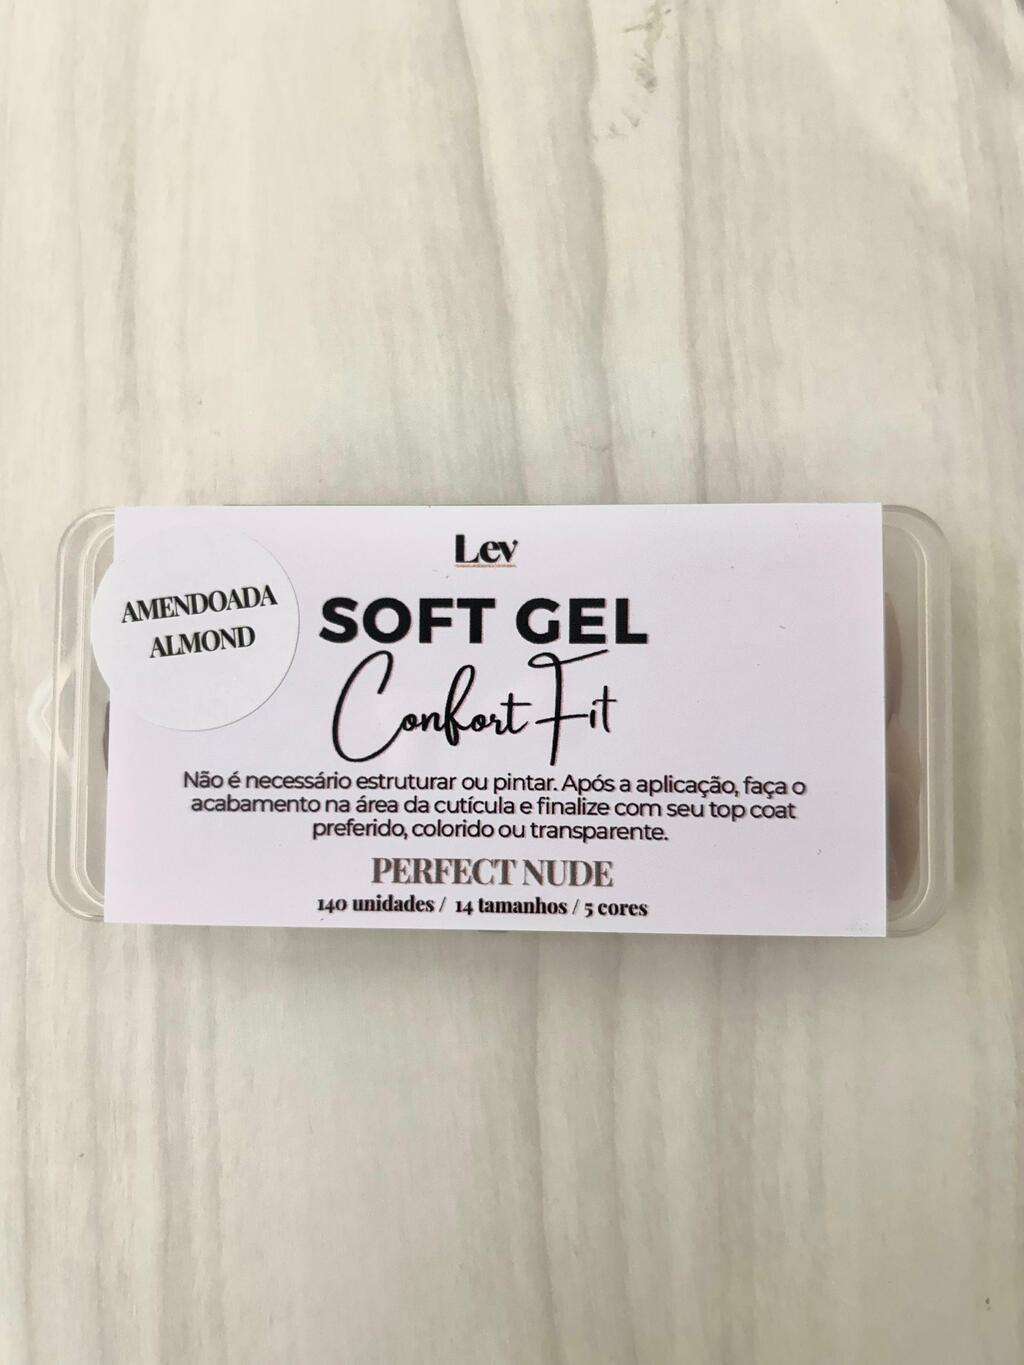 Lev
AMENDOADA
ALMOND
SOFT GEL
Confort Fit
Não é necessário estruturar ou pintar. Após a aplicação, faça o
acabamento na área da cutícula e finalize com seu top coat
preferido, colorido ou transparente.
PERFECT NUDE
140 unidades / 14 tamanhos / 5 cores